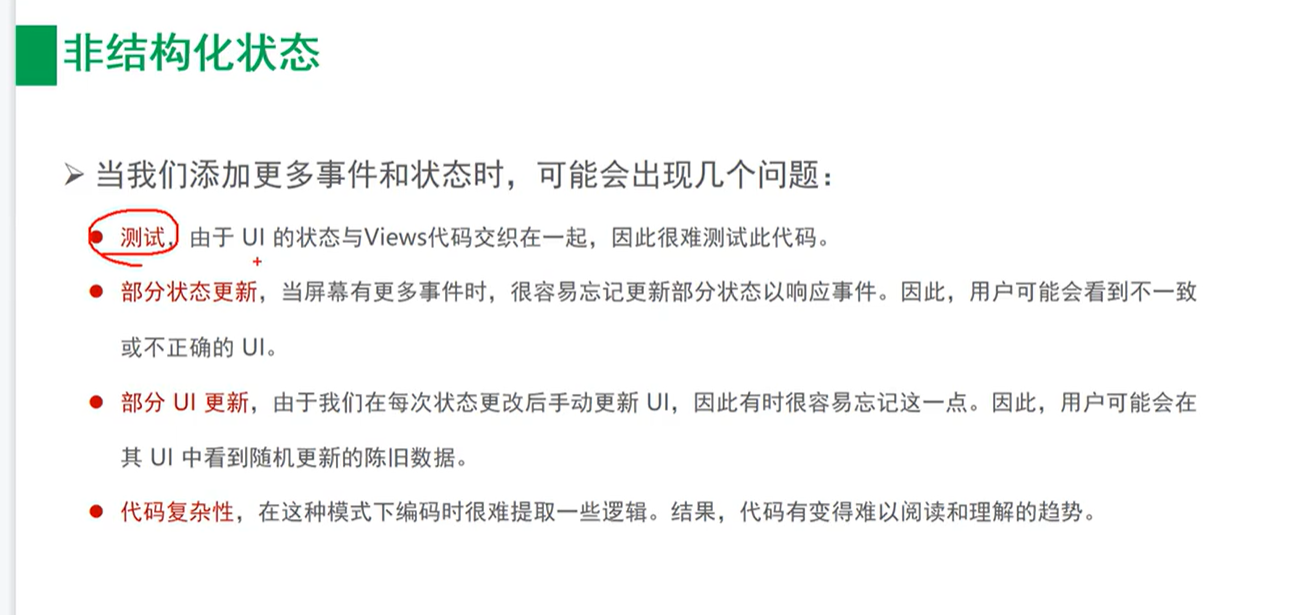 非结构化状态
当我们添加更多事件和状态时，可能会出现几个问题：
测试，由于 UI 的状态与Views代码交织在一起，因此很难测试此代码。
部分状态更新，当屏幕有更多事件时，很容易忘记更新部分状态以响应事件。因此，用户可能会看到不一致
或不正确的 UI。
部分 UI 更新，由于我们在每次状态更改后手动更新 UI，因此有时很容易忘记这一点。因此，用户可能会在
其 UI 中看到随机更新的陈旧数据。
代码复杂性，在这种模式下编码时很难提取一些逻辑。结果，代码有变得难以阅读和理解的趋势。